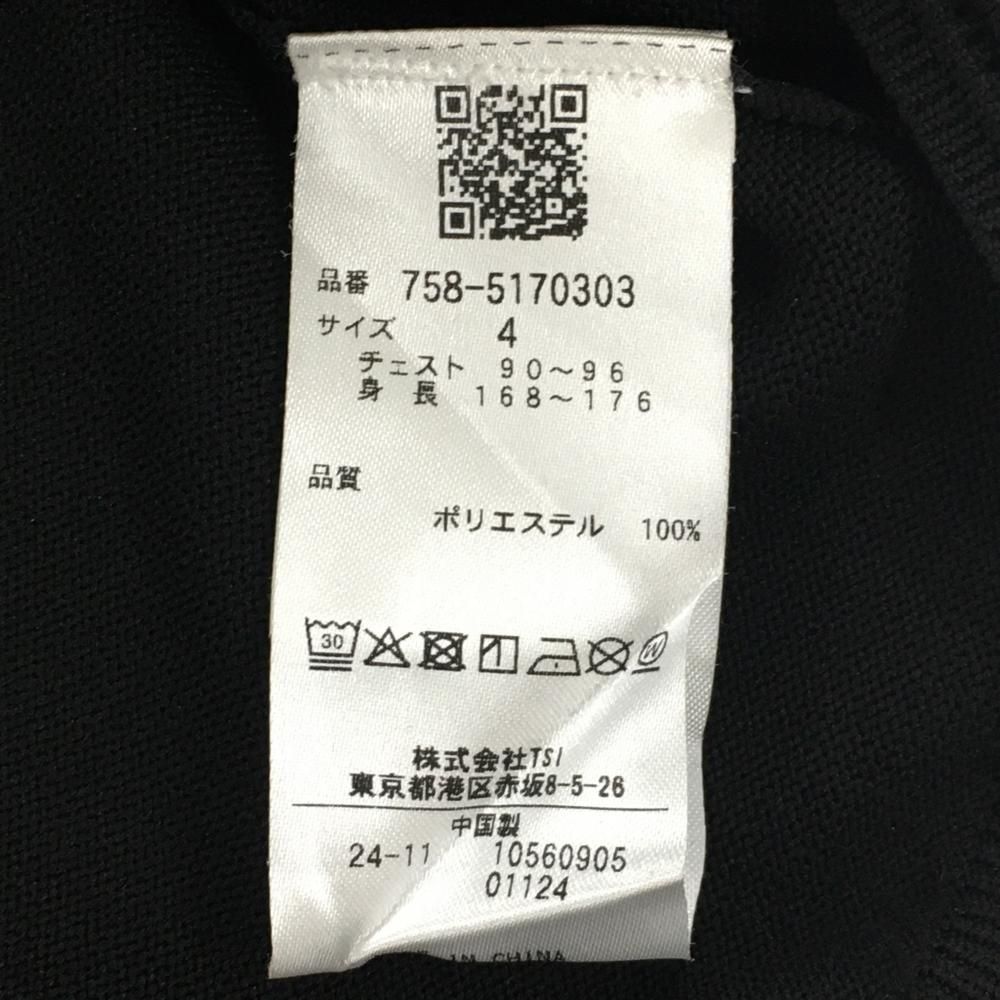 品番 758-5170303
サイズ 4
チェスト 90～96
身長 168～176
品質
ポリエステル 100%
30
株式会社TSI
東京都港区赤坂8-5-26
中国製
24-11 10560905
01124
IN CHINA